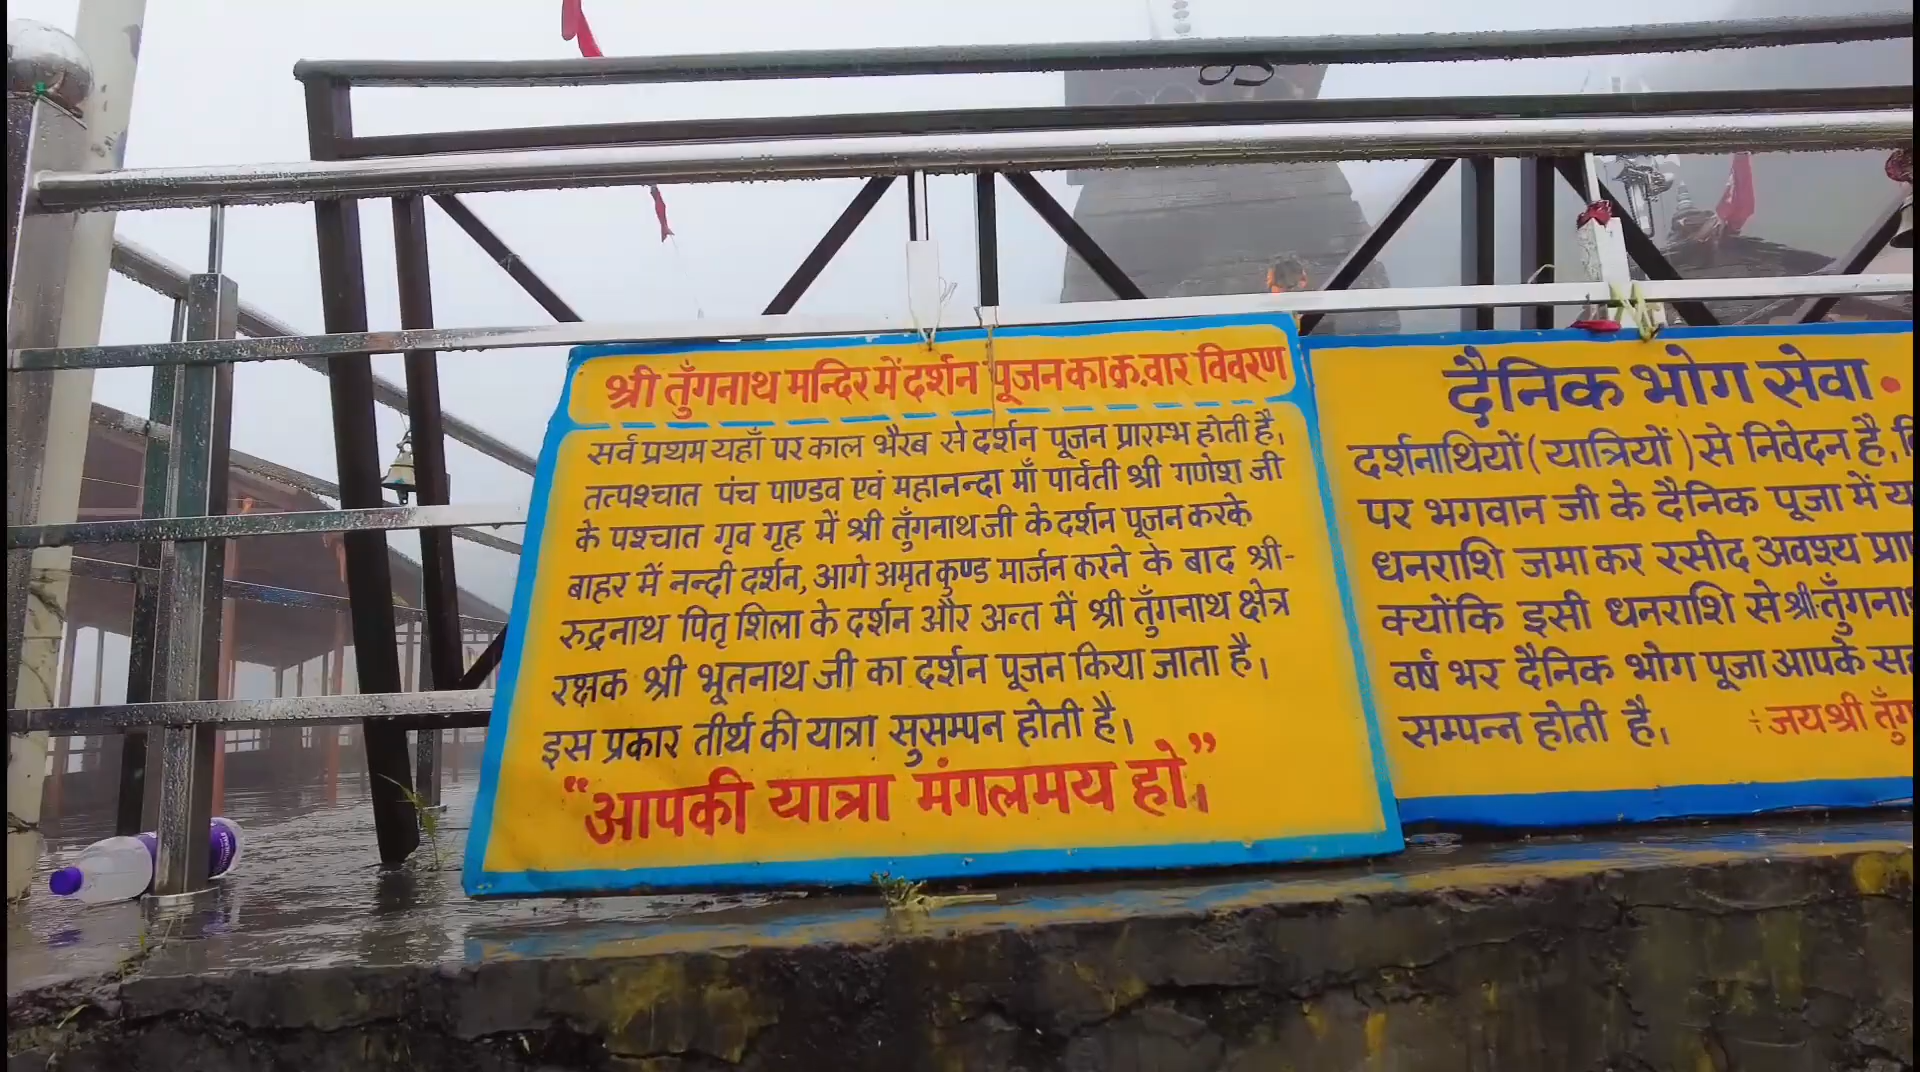 श्री तुँगनाथ मन्दिर में दर्शन पूजन का क्र.वार विवरण
सर्व प्रथम यहाँ पर काल भैरब से दर्शन पूजन प्रारम्भ होती है,
तत्पश्चात पंच पाण्डव एवं महानन्दा माँ पार्वती श्री गणेश जी
के पश्चात गृव गृह में श्री तुँगनाथ जी के दर्शन पूजन करके
बाहर में नन्दी दर्शन, आगे अमृत कुण्ड मार्जन करने के बाद श्री-
रुद्रनाथ पितृ शिला के दर्शन और अन्त में श्री तुँगनाथ क्षेत्र
रक्षक श्री भूतनाथ जी का दर्शन पूजन किया जाता है।
इस प्रकार तीर्थ की यात्रा सुसम्पन होती है।
"आपकी यात्रा मंगलमय हो।"
दैनिक भोग सेवा
दर्शनाथियों (यात्रियों) से निवेदन है,
पर भगवान जी के दैनिक पूजा में
धनराशि जमा कर रसीद अवश्य
क्योंकि इसी धनराशि से श्री
वर्ष भर दैनिक भोग पूजा आपके
सम्पन्न होती है।
जय श्री